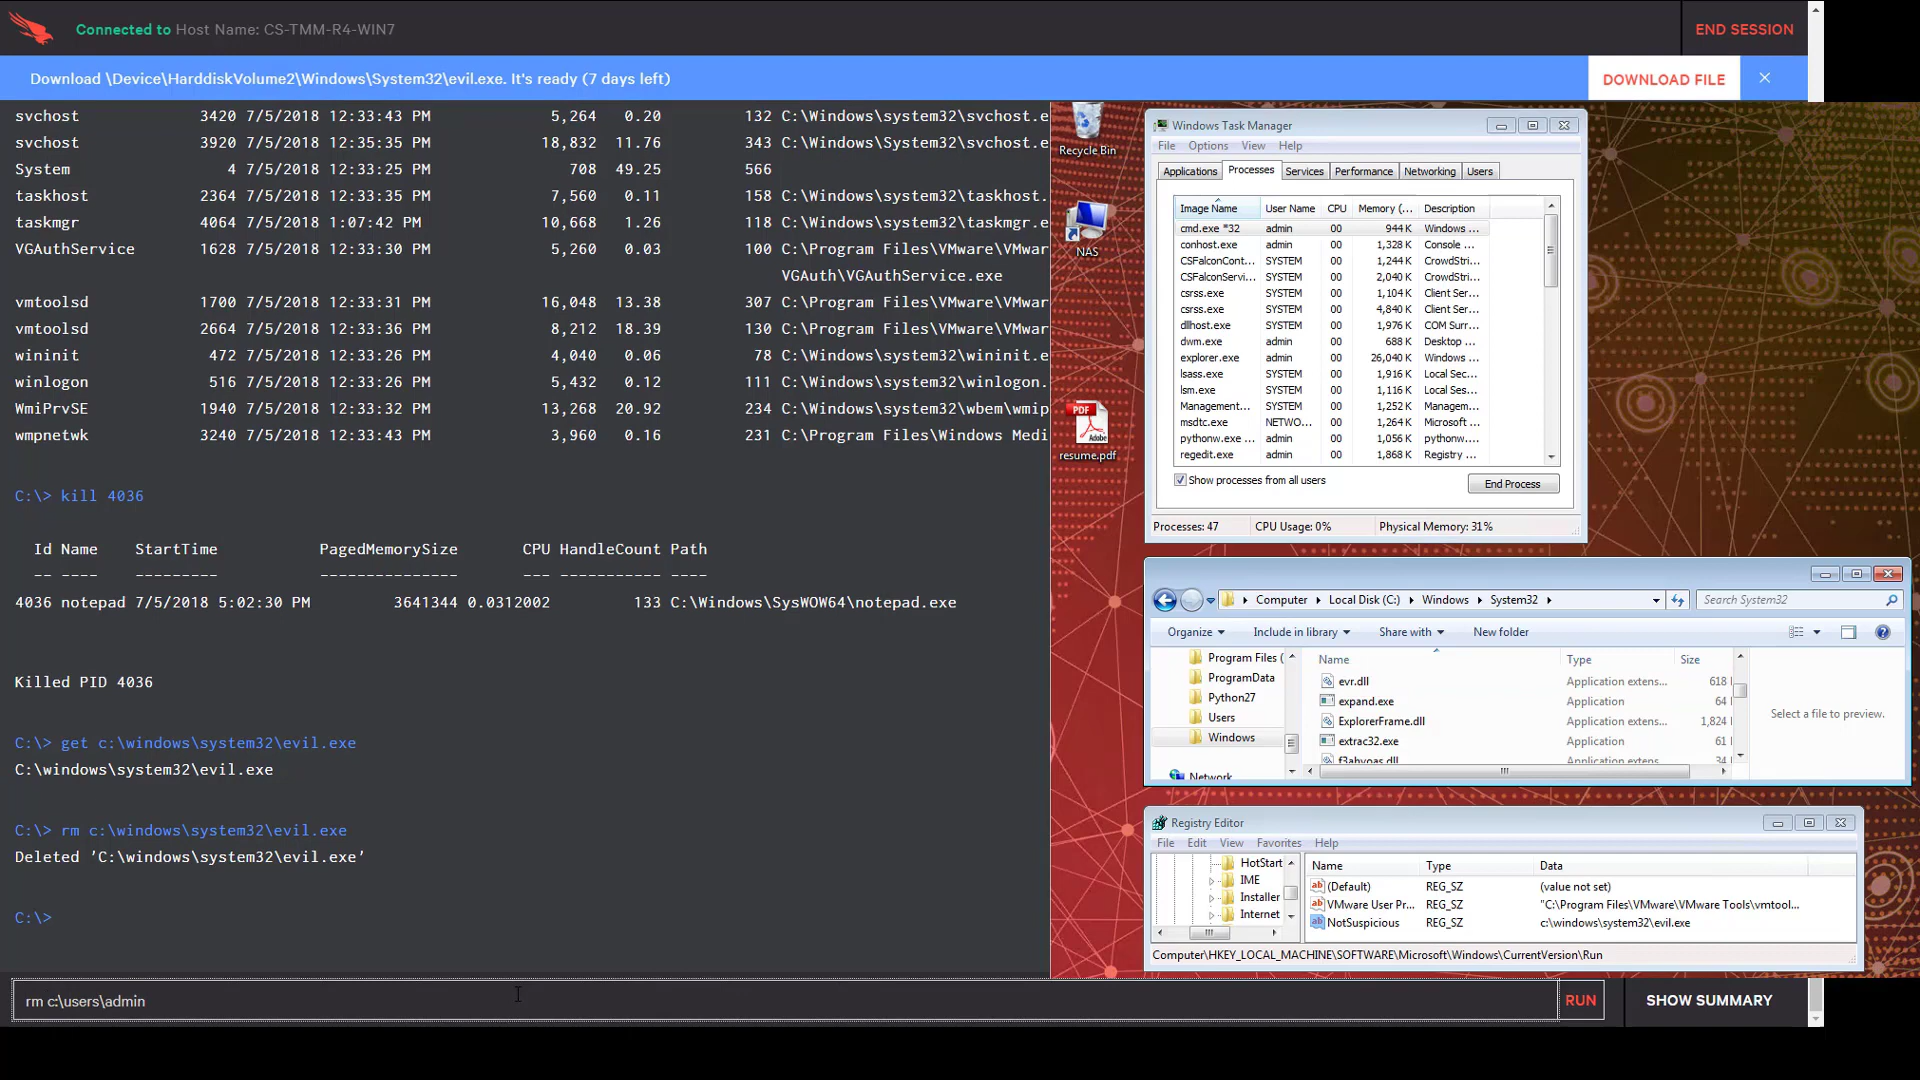 Connected to Host Name: CS-TMM-R4-WIN7
END SESSION
Download \Device\HarddiskVolume2\Windows\System32\evil.exe. It's ready (7 days left)
DOWNLOAD FILE
svchost 3420 7/5/2018 12:33:43 PM 5,264 0.20 132 C:\Windows\system32\svchost.e
svchost 3920 7/5/2018 12:35:35 PM 18,832 11.76 343 C:\Windows\System32\svchost.e
System 4 7/5/2018 12:33:25 PM 708 49.25 566
taskhost 2364 7/5/2018 12:33:37 PM 7,560 0.11 158 C:\Windows\system32\taskhost.
taskmgr 4064 7/5/2018 1:07:42 PM 10,668 1.26 118 C:\Windows\system32\taskmgr.e
VGAuthService 1628 7/5/2018 12:33:30 PM 5,260 0.03 100 C:\Program Files\VMware\VMwar
VGAuth\VGAuthService.exe
vmtoolsd 1700 7/5/2018 12:33:31 PM 16,048 13.38 307 C:\Program Files\VMware\VMwar
vmtoolsd 2664 7/5/2018 12:33:36 PM 8,212 18.39 130 C:\Program Files\VMware\VMwar
wininit 472 7/5/2018 12:33:26 PM 4,040 0.06 78 C:\Windows\system32\wininit.e
winlogon 516 7/5/2018 12:33:26 PM 5,432 0.12 111 C:\Windows\system32\winlogon.
WmiPrvSE 1940 7/5/2018 12:33:32 PM 13,268 20.92 234 C:\Windows\system32\wbem\wmip
wmpnetwk 3240 7/5/2018 12:33:43 PM 3,960 0.16 231 C:\Program Files\Windows Medi
C:\> kill 4036
Id Name StartTime PagedMemorySize CPU HandleCount Path
-- ---- --------- --------------- --- ----------- ----
4036 notepad 7/5/2018 5:02:30 PM 3641344 0.0312002 133 C:\Windows\SysWOW64\notepad.exe
Killed PID 4036
C:\> get c:\windows\system32\evil.exe
C:\windows\system32\evil.exe
C:\> rm c:\windows\system32\evil.exe
Deleted 'C:\windows\system32\evil.exe'
C:\>
rm c:\users\admin
RUN
SHOW SUMMARY
Recycle Bin
NAS
PDF
Adobe
resume.pdf
Windows Task Manager
File Options View Help
Applications Processes Services Performance Networking Users
Image Name User Name CPU Memory (... Description
cmd.exe *32 admin 00 944 K Windows ...
conhost.exe admin 00 1,328 K Console ...
CSFalconCont... SYSTEM 00 1,244 K CrowdStri...
CSFalconServi... SYSTEM 00 2,040 K CrowdStri...
csrss.exe SYSTEM 00 1,104 K Client Ser...
csrss.exe SYSTEM 00 4,840 K Client Ser...
dllhost.exe SYSTEM 00 1,976 K COM Surr...
dwm.exe admin 00 688 K Desktop ...
explorer.exe admin 00 26,040 K Windows ...
lsass.exe SYSTEM 00 1,916 K Local Sec...
lsm.exe SYSTEM 00 1,116 K Local Ses...
Management... SYSTEM 00 1,252 K Managem...
msdtc.exe NETWO... 00 1,264 K Microsoft ...
pythonw.exe ... admin 00 1,056 K pythonw....
regedit.exe admin 00 1,868 K Registry ...
Show processes from all users
End Process
Processes: 47 CPU Usage: 0% Physical Memory: 31%
Computer Local Disk (C:) Windows System32
Search System32
Organize Include in library Share with New folder
Program Files (
ProgramData
Python27
Users
Windows
Network
Name Type Size
evr.dll Application extens... 618
expand.exe Application 64
ExplorerFrame.dll Application extens... 1,824
extrac32.exe Application 61
f3ahvoas.dll Application extens... 34
Select a file to preview.
Registry Editor
File Edit View Favorites Help
HotStart
IME
Installer
Internet
Name Type Data
(Default) REG_SZ (value not set)
VMware User Pr... REG_SZ "C:\Program Files\VMware\VMware Tools\vmtool...
NotSuspicious REG_SZ c:\windows\system32\evil.exe
Computer\HKEY_LOCAL_MACHINE\SOFTWARE\Microsoft\Windows\CurrentVersion\Run